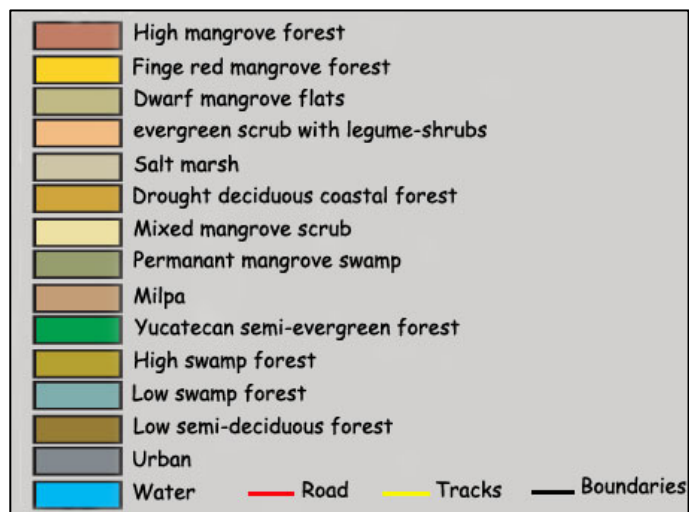 High mangrove forest
Finge red mangrove forest
Dwarf mangrove flats
evergreen scrub with legume-shrubs
Salt marsh
Drought deciduous coastal forest
Mixed mangrove scrub
Permanant mangrove swamp
Milpa
Yucatecan semi-evergreen forest
High swamp forest
Low swamp forest
Low semi-deciduous forest
Urban
Water Road Tracks Boundaries